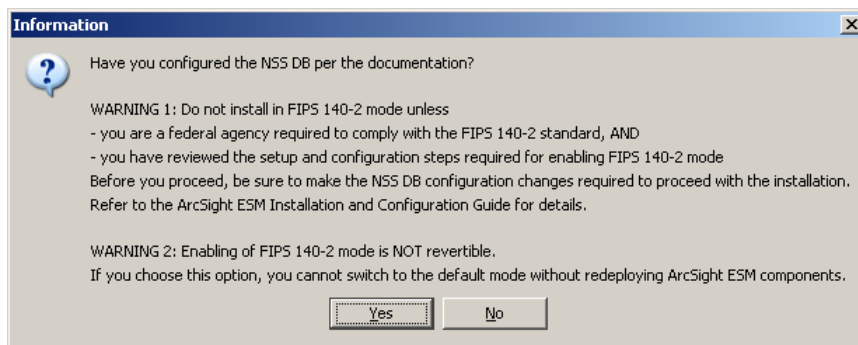 Information
Have you configured the NSS DB per the documentation?
WARNING 1: Do not install in FIPS 140-2 mode unless
- you are a federal agency required to comply with the FIPS 140-2 standard, AND
- you have reviewed the setup and configuration steps required for enabling FIPS 140-2 mode
Before you proceed, be sure to make the NSS DB configuration changes required to proceed with the installation.
Refer to the ArcSight ESM Installation and Configuration Guide for details.
WARNING 2: Enabling of FIPS 140-2 mode is NOT revertible.
If you choose this option, you cannot switch to the default mode without redeploying ArcSight ESM components.
Yes No